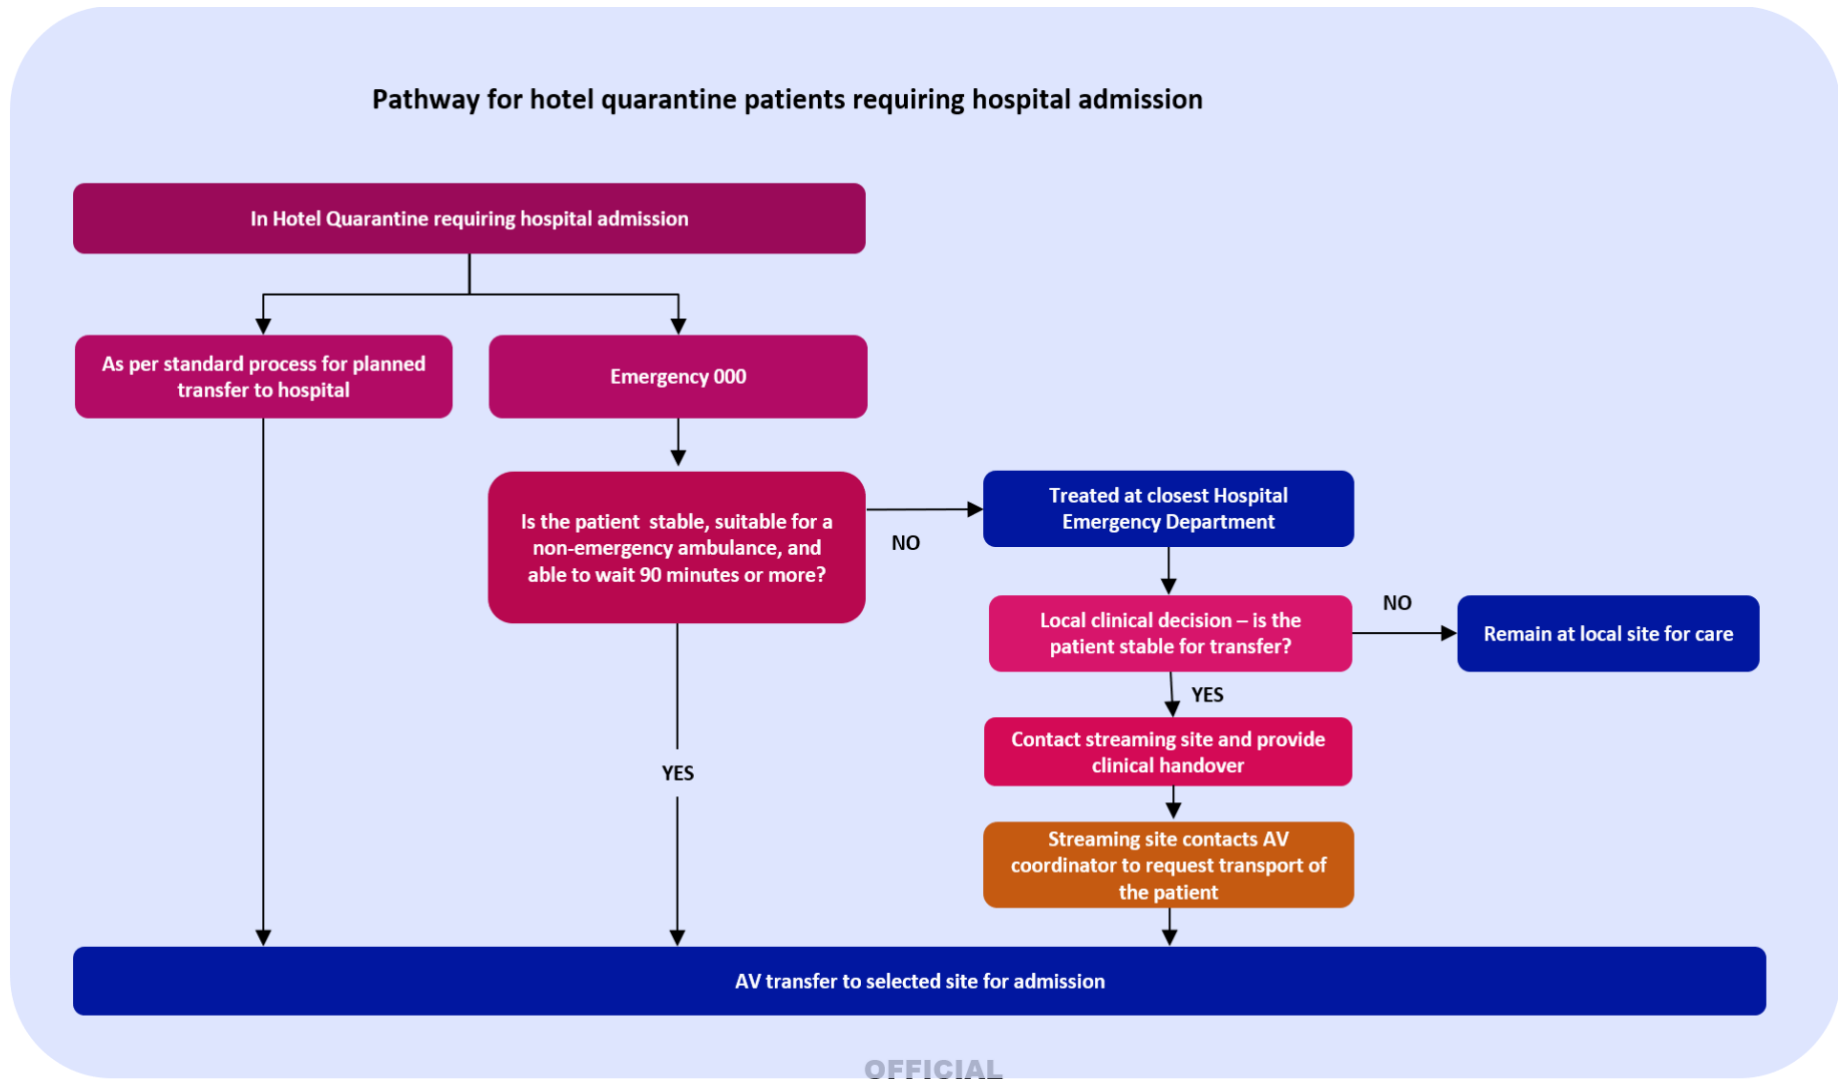 Pathway for hotel quarantine patients requiring hospital admission
In Hotel Quarantine requiring hospital admission
As per standard process for planned
transfer to hospital
Emergency 000
Is the patient stable, suitable for a
non-emergency ambulance, and
able to wait 90 minutes or more?
NO
Treated at closest Hospital
Emergency Department
Local clinical decision – is the
patient stable for transfer?
NO
Remain at local site for care
YES
Contact streaming site and provide
clinical handover
YES
Streaming site contacts AV
coordinator to request transport of
the patient
AV transfer to selected site for admission
OFFICIAL